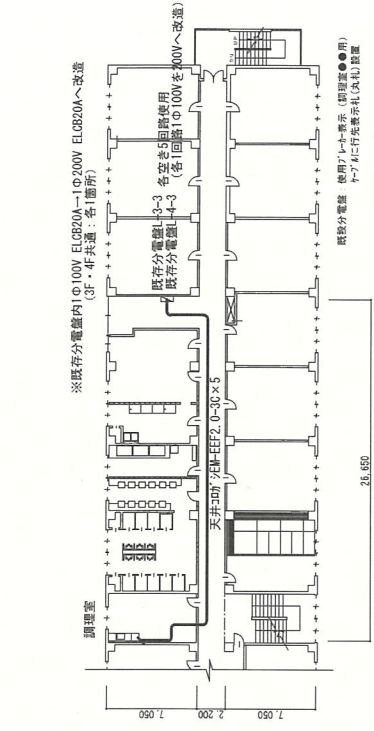 ※既存分電盤内1Φ100V ELCB20A→1Φ200V ELCB20Aへ改造
(3F・4F共通：各1箇所)
既存分電盤L-3-3 各空き5回路使用
既存分電盤L-4-3 (各1回路1Φ100Vを200Vへ改造)
天井コロガシEM-EEF2.0-3C×5
調理室
既設分電盤：使用ブレーカー表示（調理室●●用）
ケーブルに行先表示札(丸札)設置
26,650
7.050
2.200
7.050
DN
UP